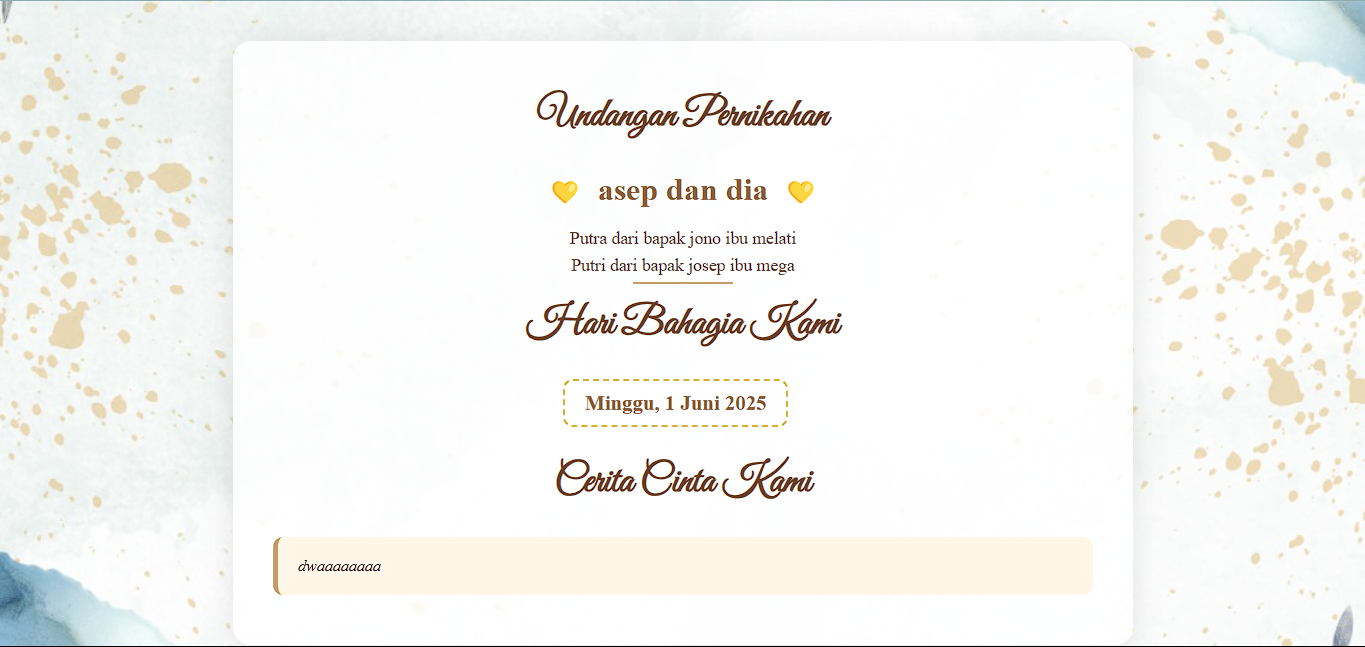 Undangan Pernikahan
💛 asep dan dia 💛
Putra dari bapak jono ibu melati
Putri dari bapak josep ibu mega
Hari Bahagia Kami
Minggu, 1 Juni 2025
Cerita Cinta Kami
dwaaaaaaaa